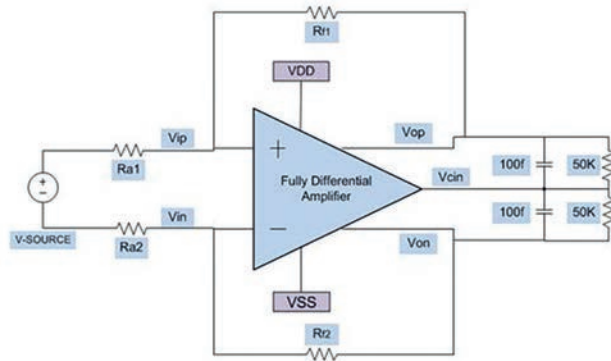 Rf1
VDD
Vip
Vop
+
Ra1
Vcin
100f
50K
+
−
Fully Differential
Amplifier
Vin
100f
50K
−
V-SOURCE
Ra2
Von
VSS
Rf2